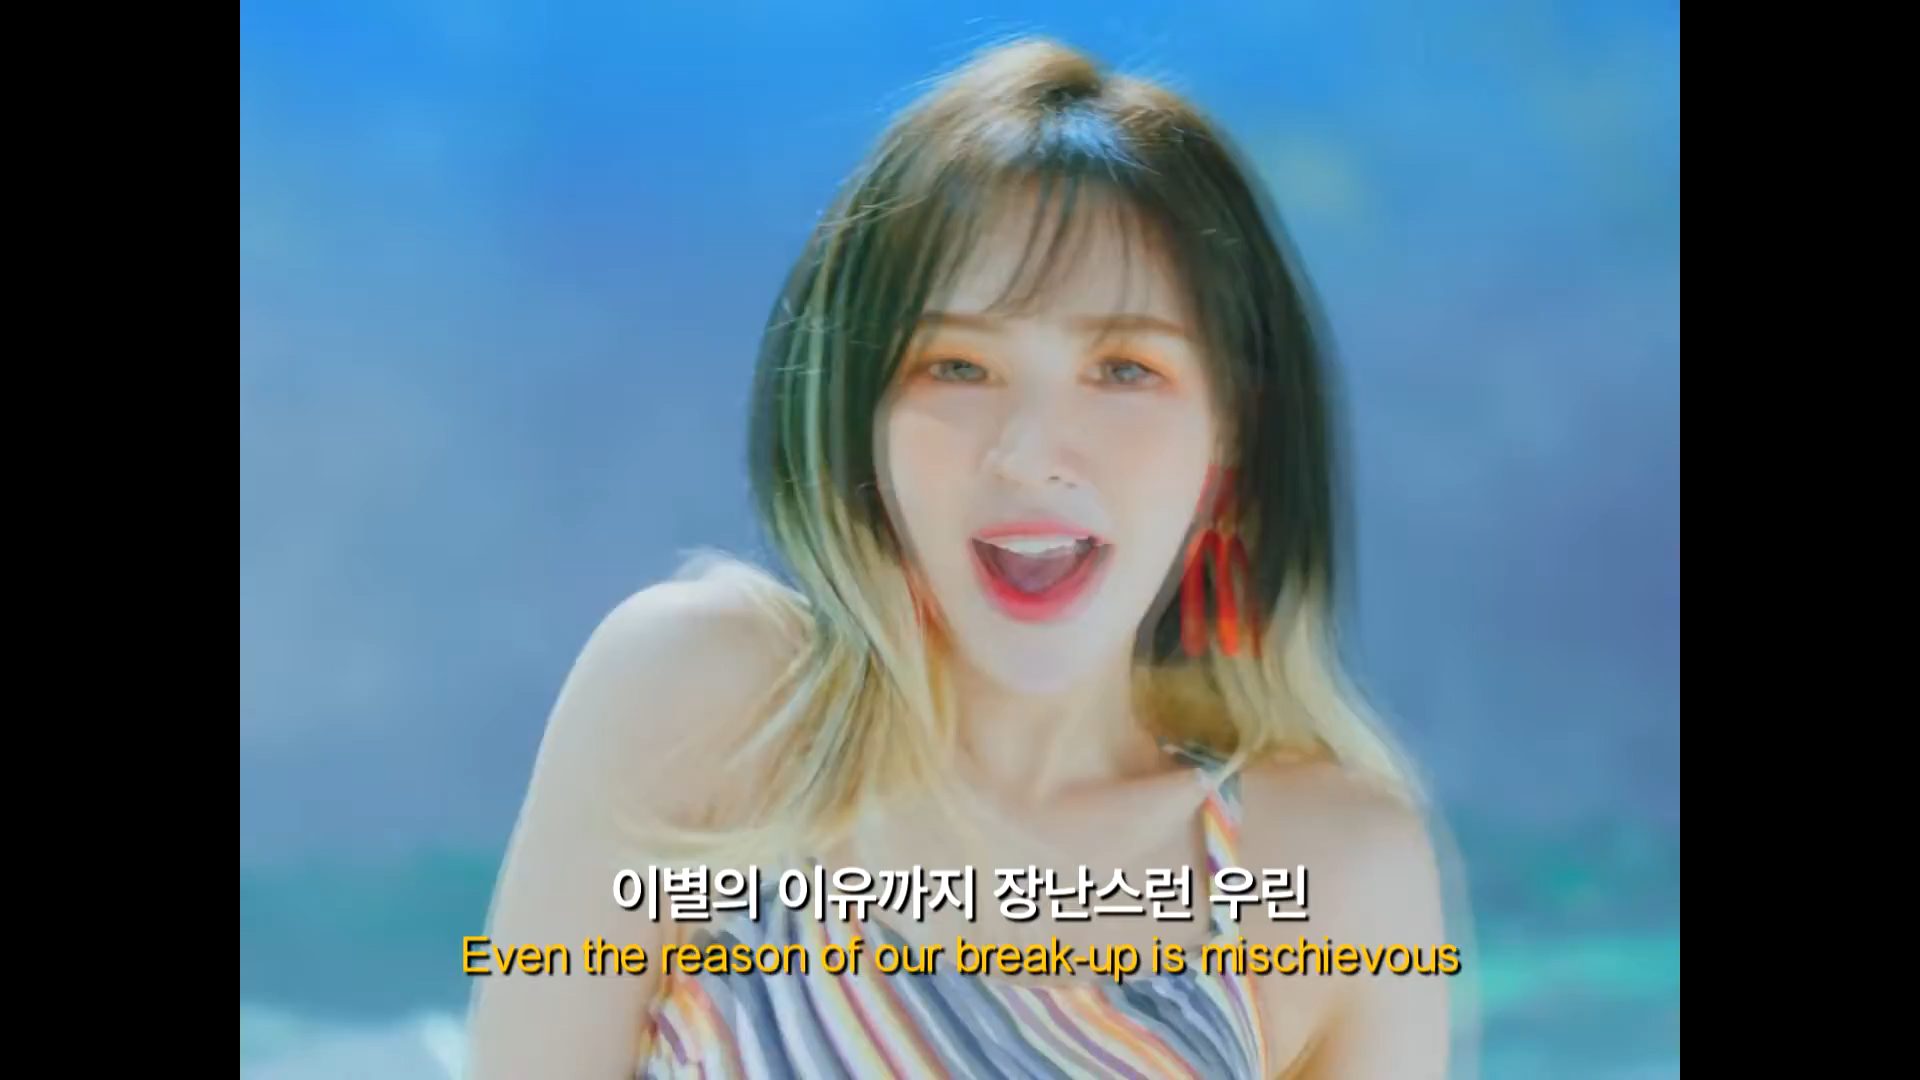 이별의 이유까지 장난스런 우린
Even the reason of our break-up is mischievous